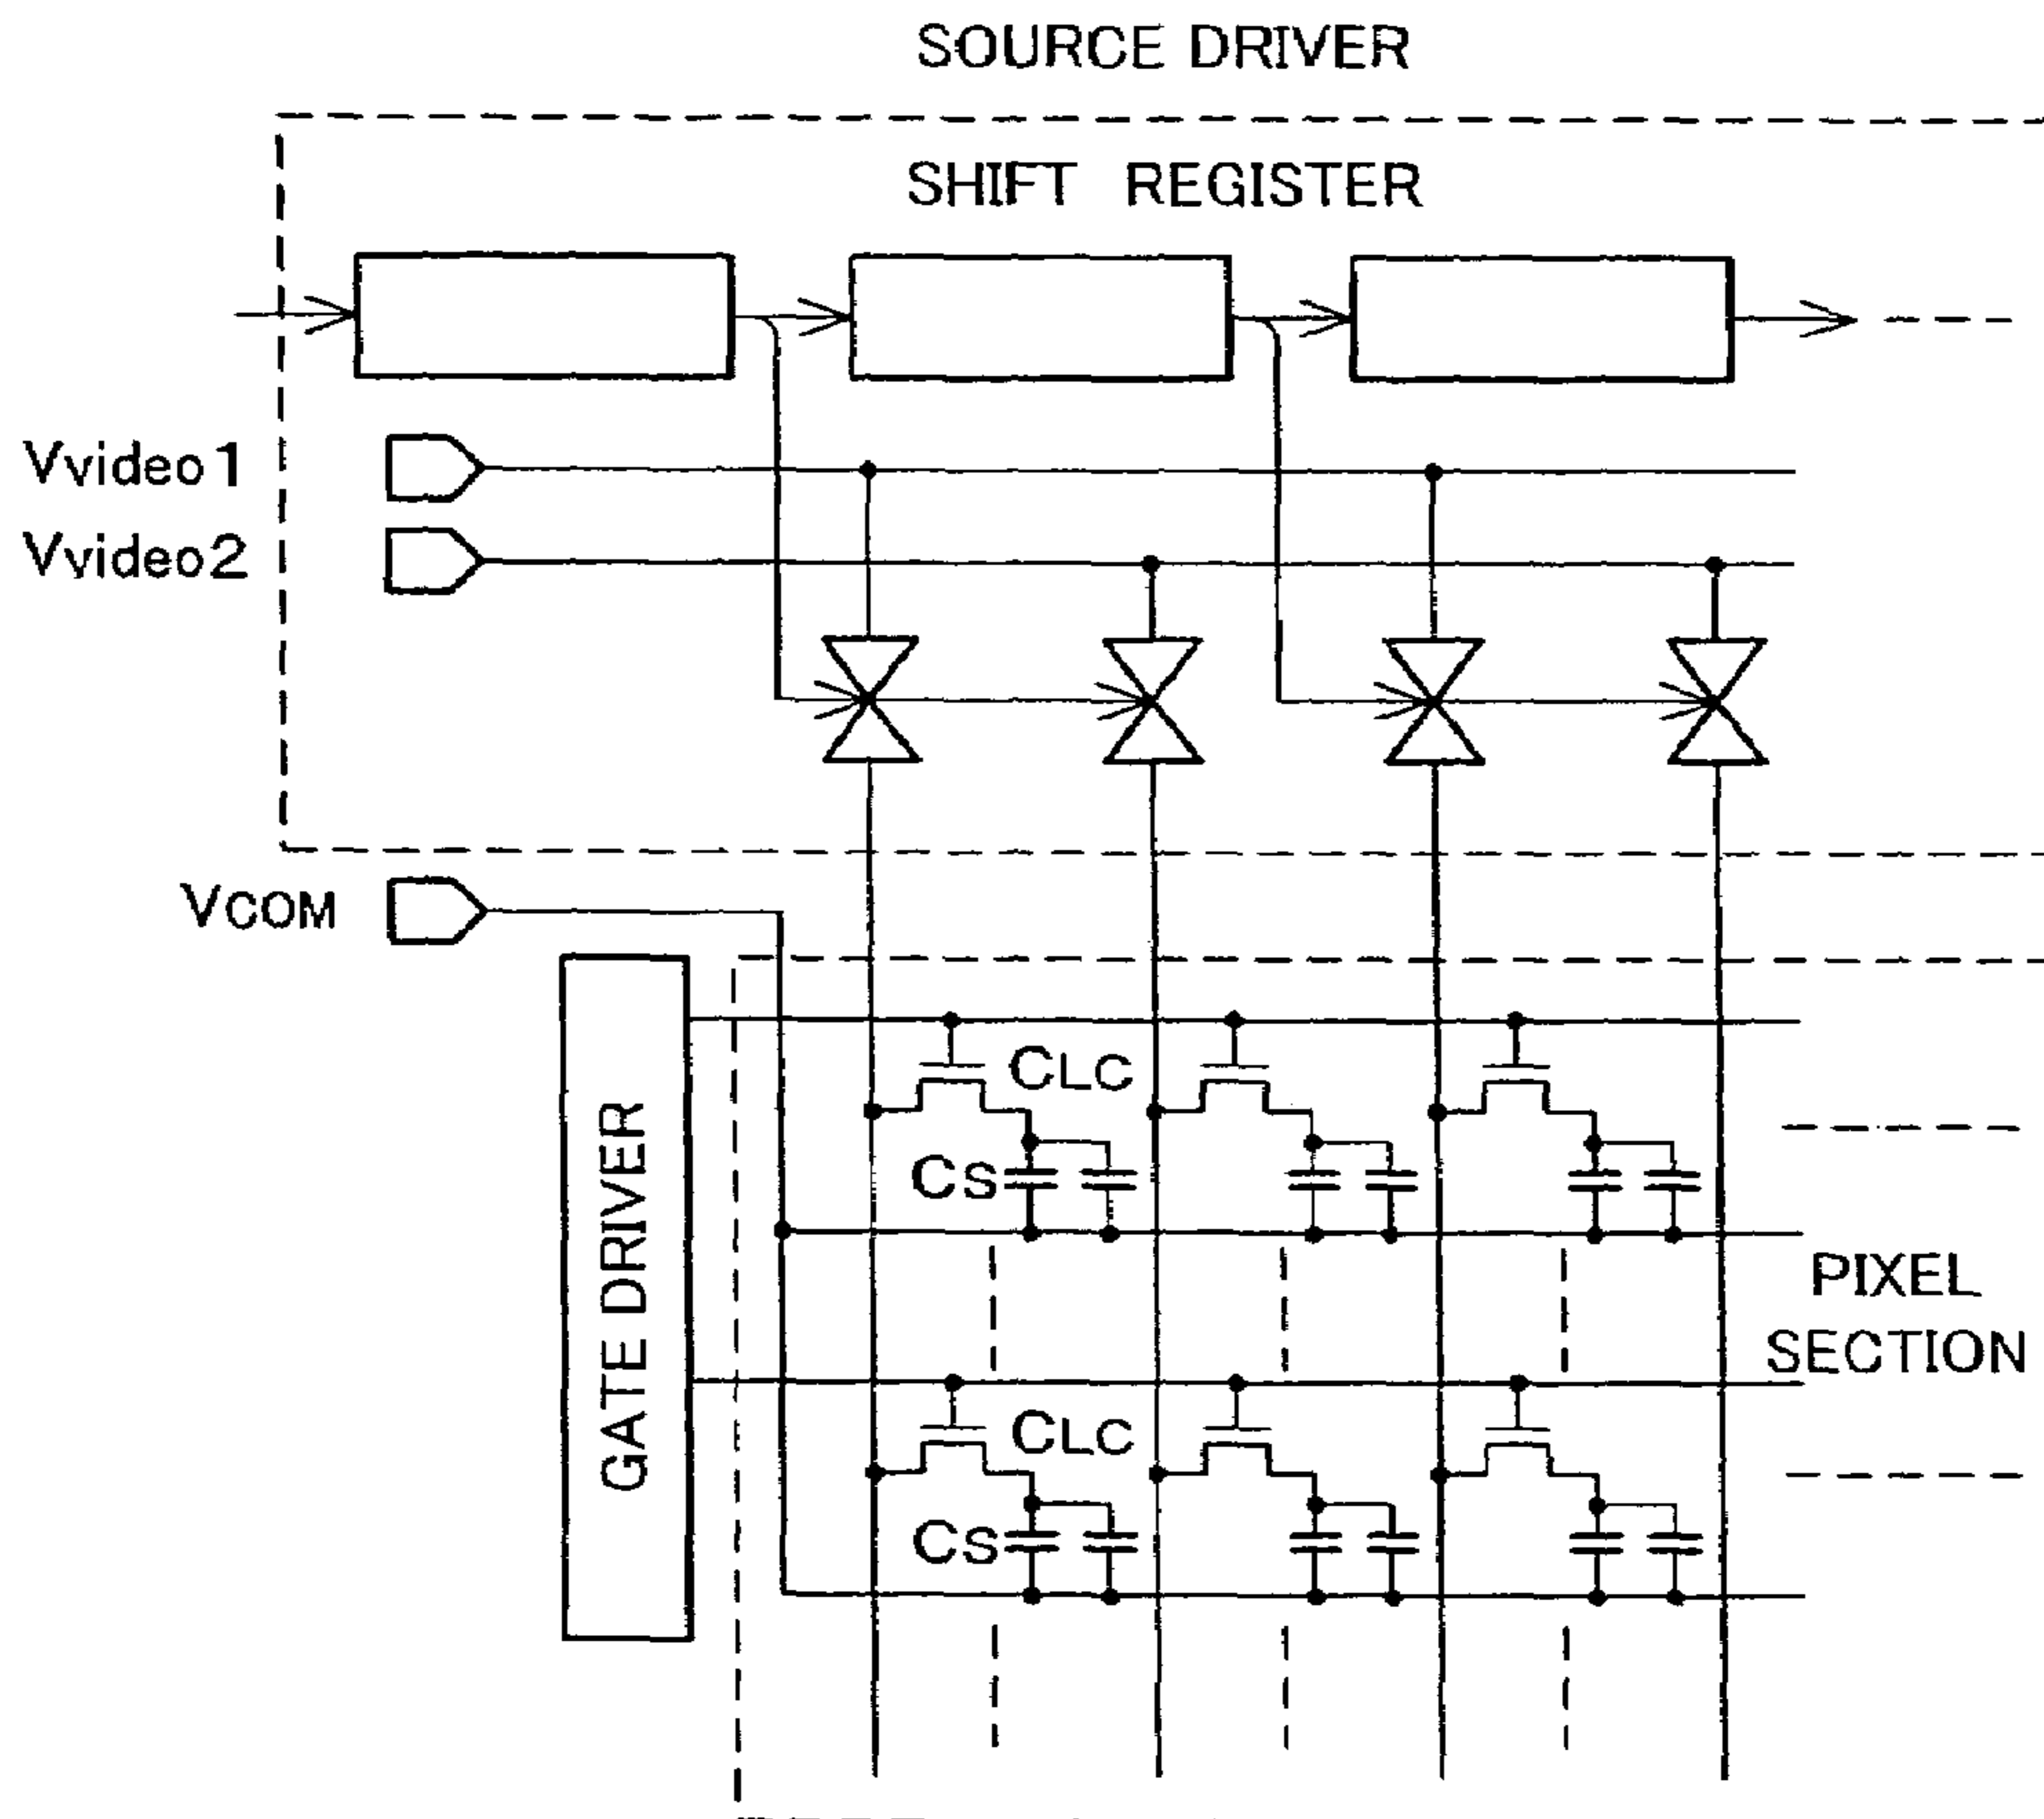 SOURCE DRIVER
SHIFT REGISTER
Vvideo1
Vvideo2
VCOM
GATE DRIVER
CLC
CS
PIXEL
SECTION
CLC
CS